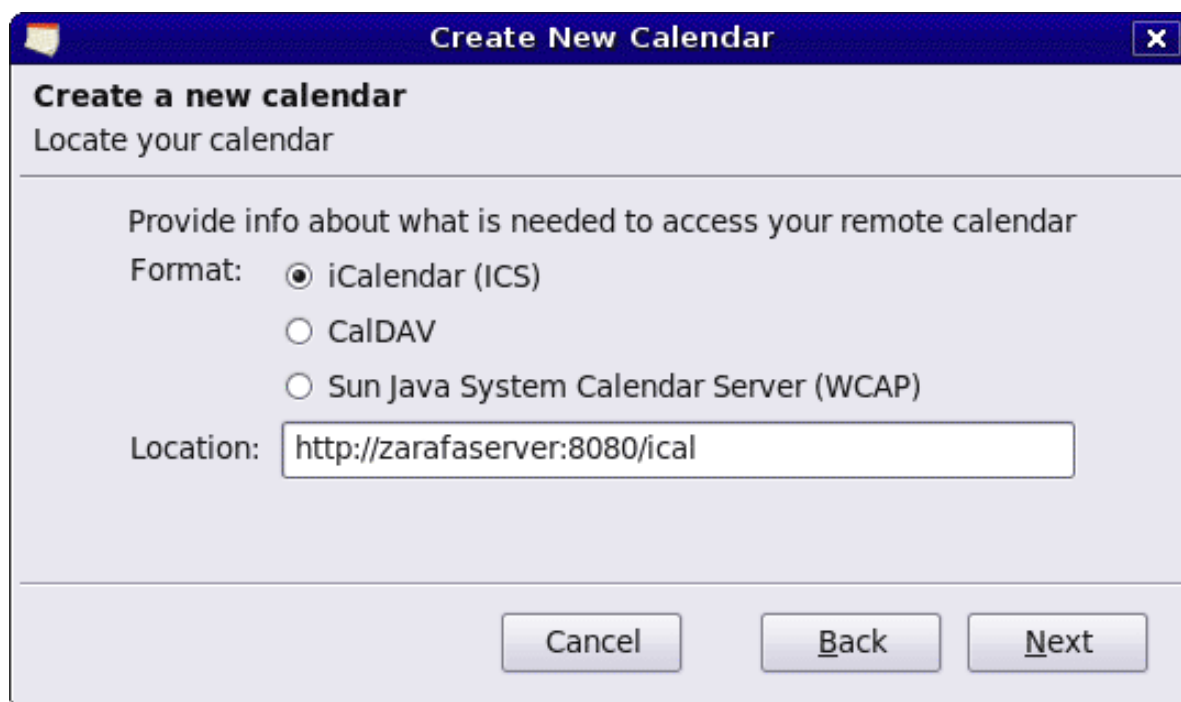 Create New Calendar
Create a new calendar
Locate your calendar
Provide info about what is needed to access your remote calendar
Format: iCalendar (ICS)
CalDAV
Sun Java System Calendar Server (WCAP)
Location: http://zarafaserver:8080/ical
Cancel Back Next